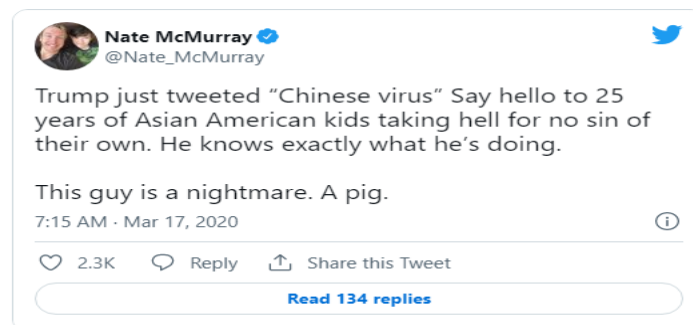 Nate McMurray
@Nate_McMurray
Trump just tweeted “Chinese virus” Say hello to 25
years of Asian American kids taking hell for no sin of
their own. He knows exactly what he’s doing.
This guy is a nightmare. A pig.
7:15 AM · Mar 17, 2020
2.3K Reply Share this Tweet
Read 134 replies